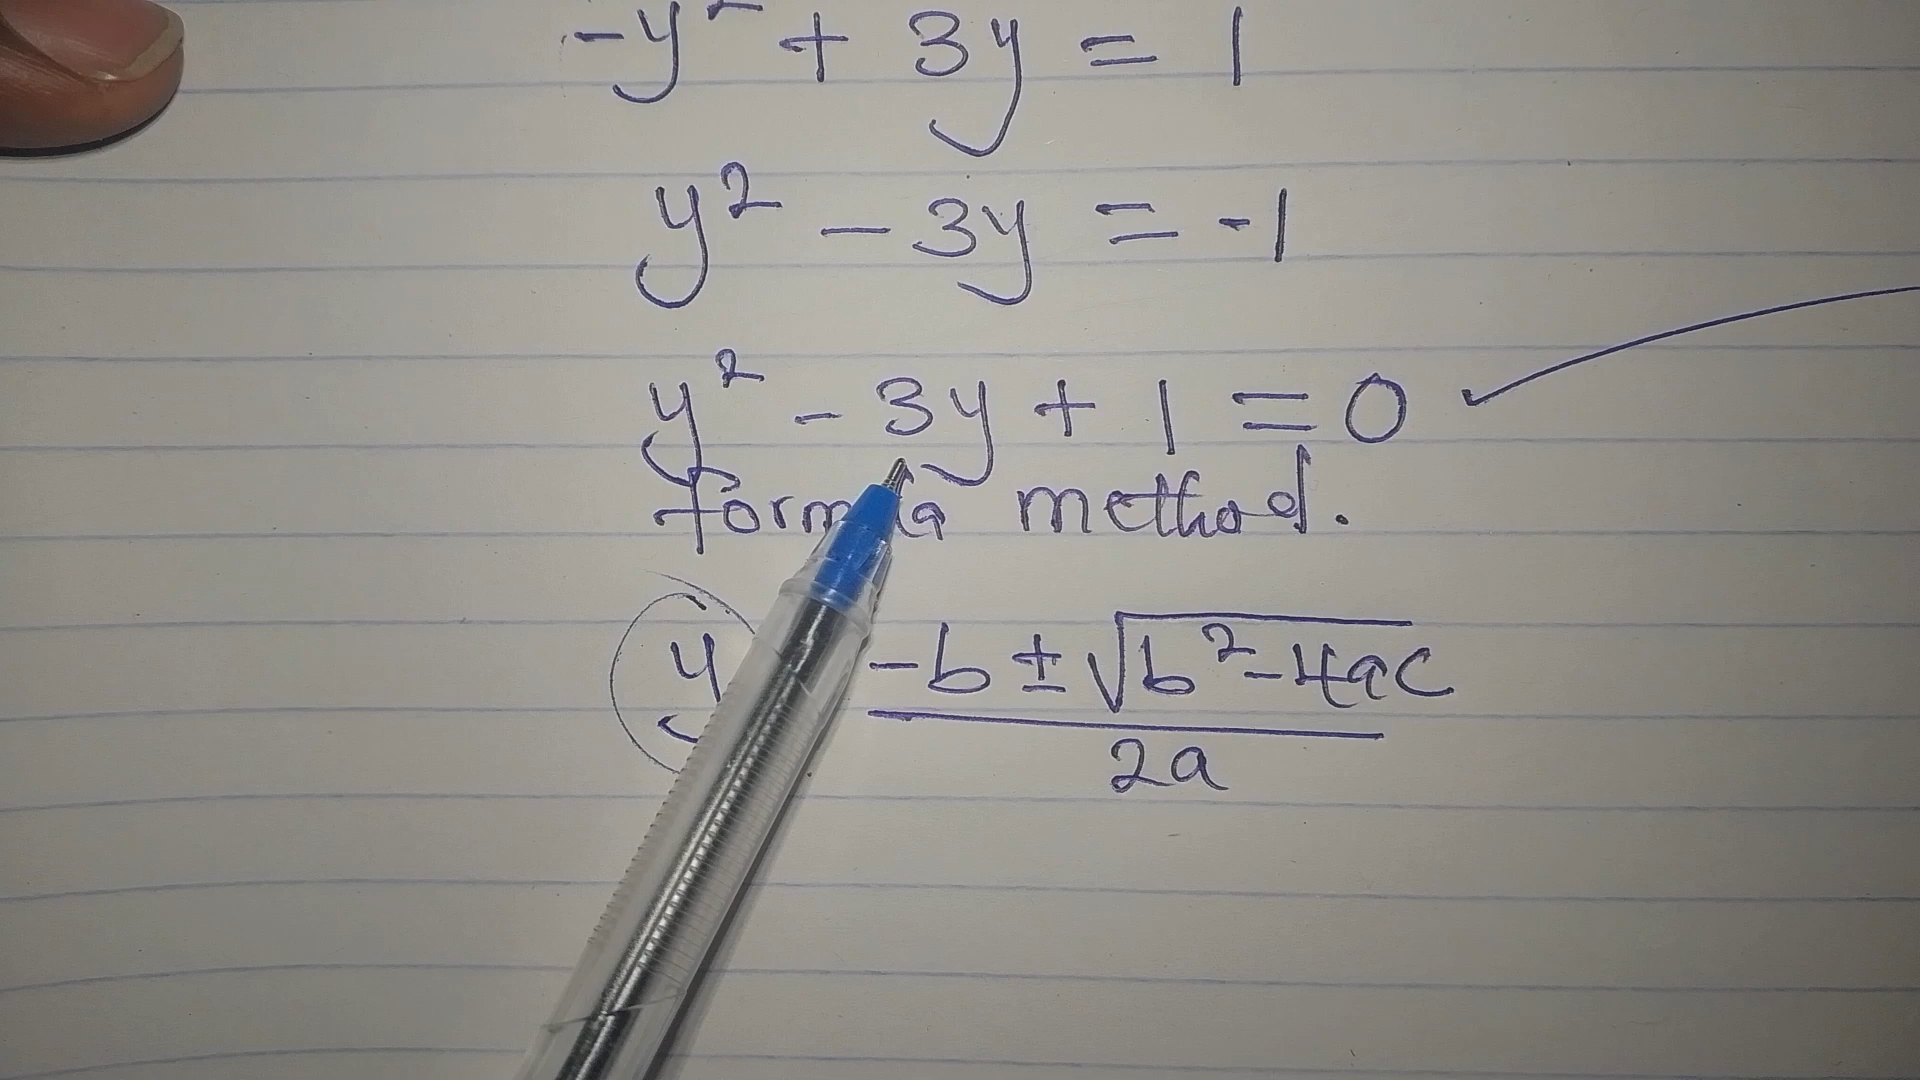 -y² + 3y = 1
y² - 3y = -1
y² - 3y + 1 = 0 ✓
method.
y -b ± √b²-4ac
2a